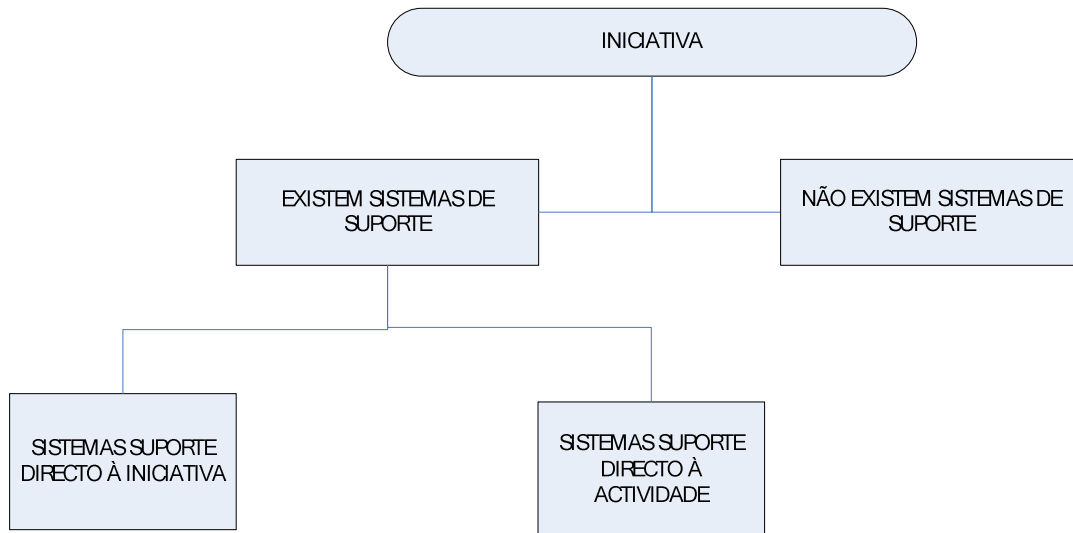 INICIATIVA
EXISTEM SISTEMAS DE
SUPORTE
NÃO EXISTEM SISTEMAS DE
SUPORTE
SISTEMAS SUPORTE
DIRECTO À INICIATIVA
SISTEMAS SUPORTE
DIRECTO À
ACTIVIDADE